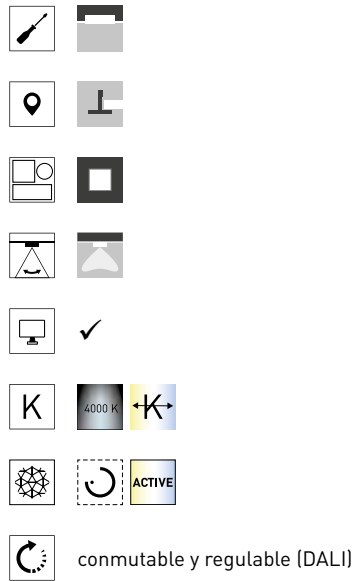 K 4000 K K
ACTIVE
conmutable y regulable (DALI)